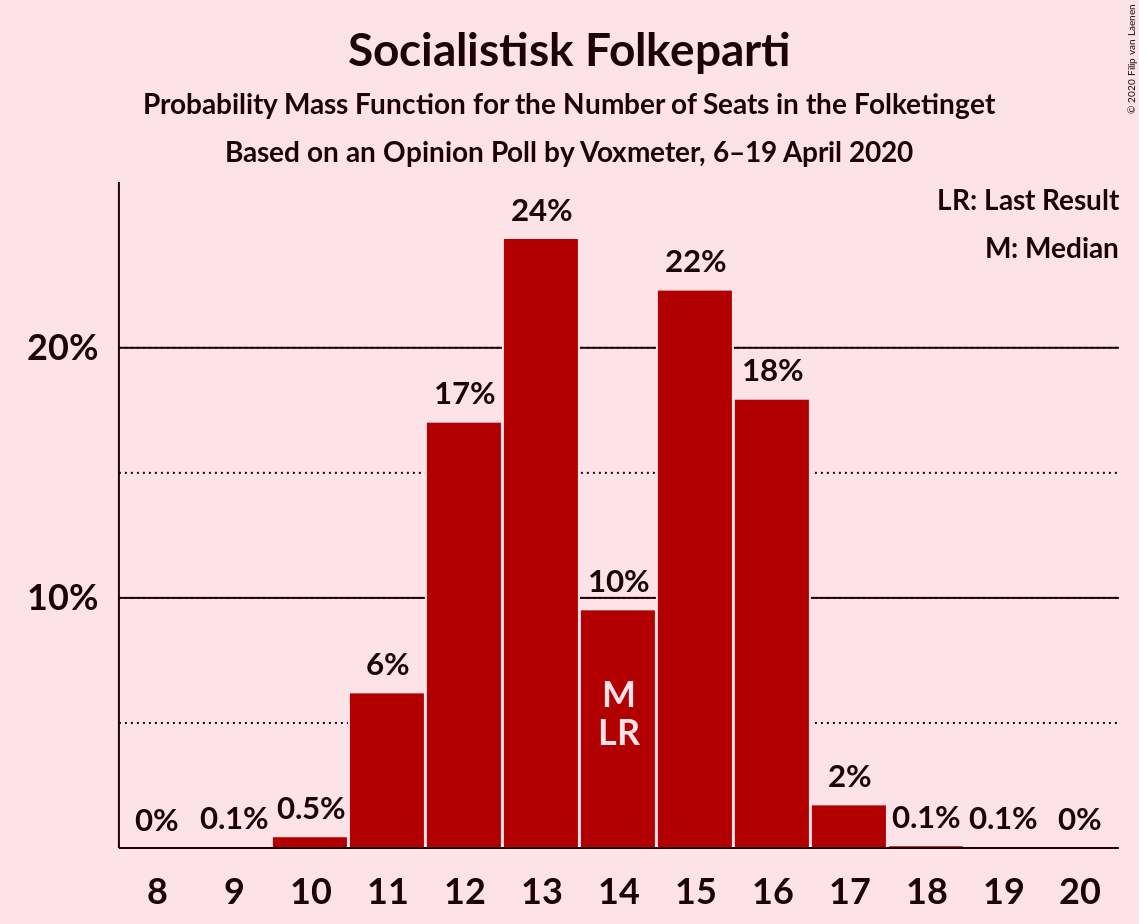 Socialistisk Folkeparti
Probability Mass Function for the Number of Seats in the Folketinget
Based on an Opinion Poll by Voxmeter, 6–19 April 2020
© 2020 Filip van Laenen
LR: Last Result
M: Median
20%
10%
0%
0.1%
0.5%
6%
17%
24%
10%
22%
18%
2%
0.1%
0.1%
0%
M
LR
8 9 10 11 12 13 14 15 16 17 18 19 20